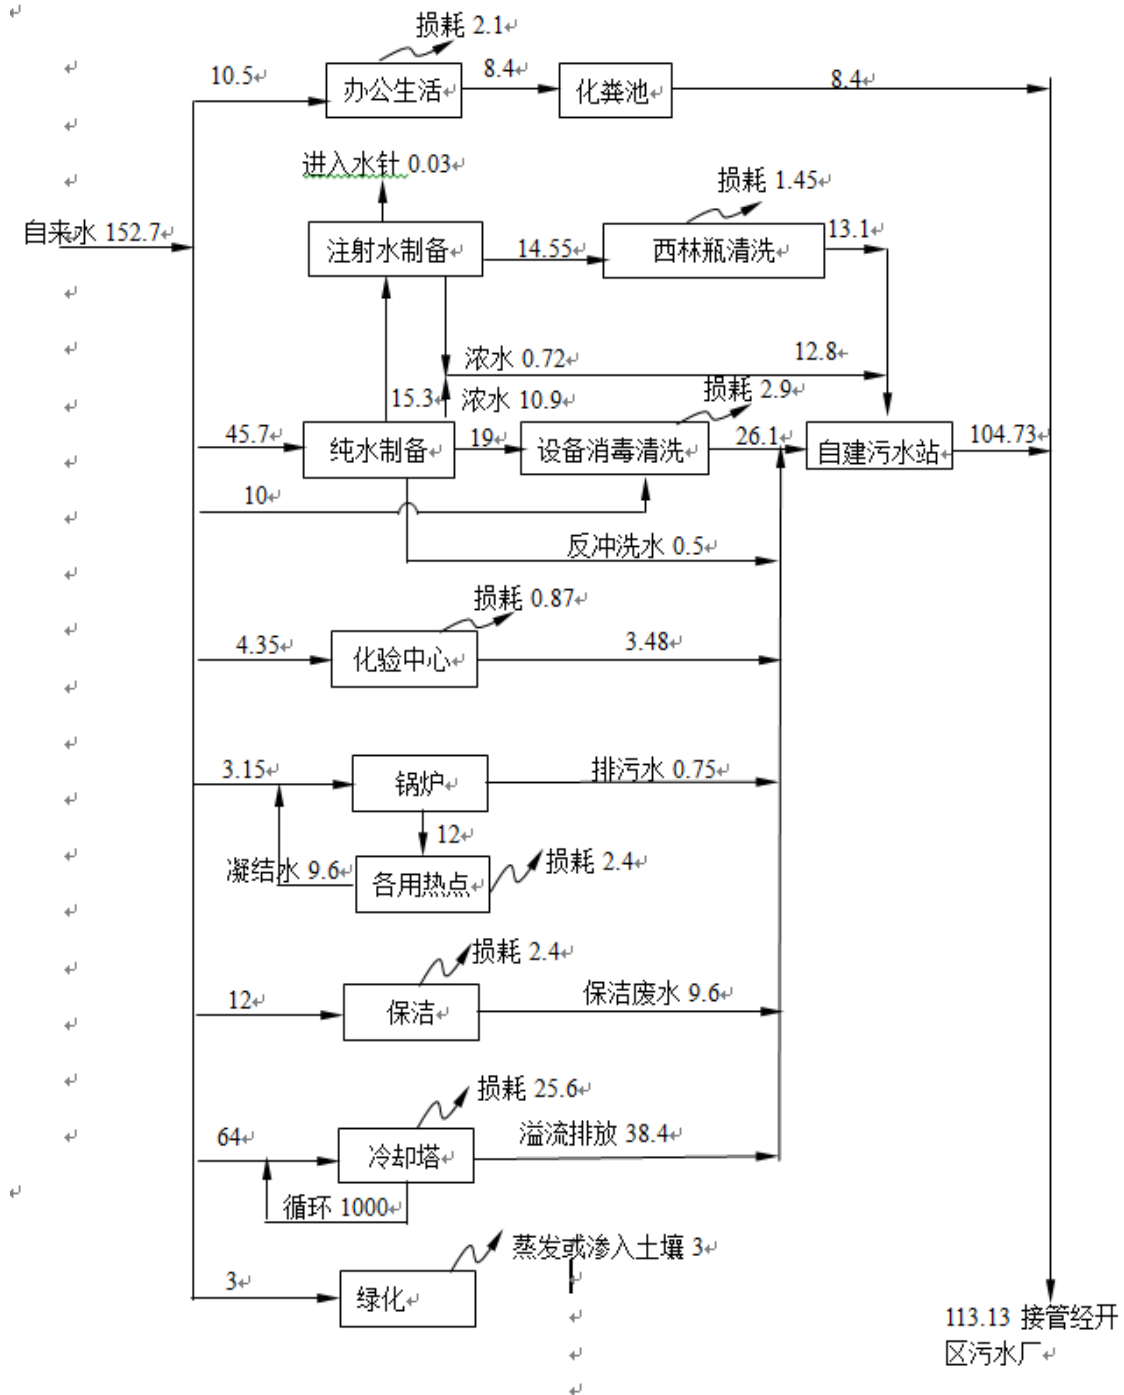 损耗 2.1
10.5
办公生活
8.4
化粪池
8.4
进入水针 0.03
损耗 1.45
自来水 152.7
注射水制备
14.55
西林瓶清洗
13.1
浓水 0.72
12.8
15.3
浓水 10.9
损耗 2.9
45.7
纯水制备
19
设备消毒清洗
26.1
自建污水站
104.73
10
反冲洗水 0.5
损耗 0.87
4.35
化验中心
3.48
3.15
锅炉
排污水 0.75
12
凝结水 9.6
各用热点
损耗 2.4
损耗 2.4
12
保洁
保洁废水 9.6
损耗 25.6
64
冷却塔
溢流排放 38.4
循环 1000
蒸发或渗入土壤 3
3
绿化
113.13 接管经开
区污水厂